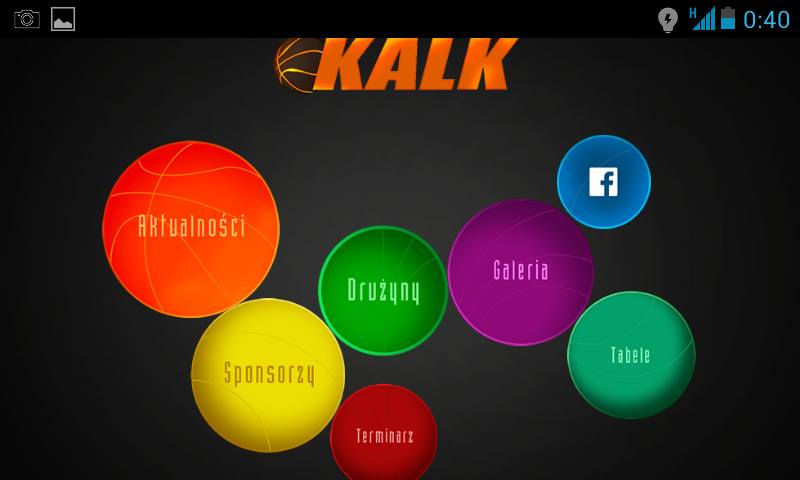 H
0:40
KALK
Aktualności
Drużyny
Galeria
Sponsorzy
Tabele
Terminarz